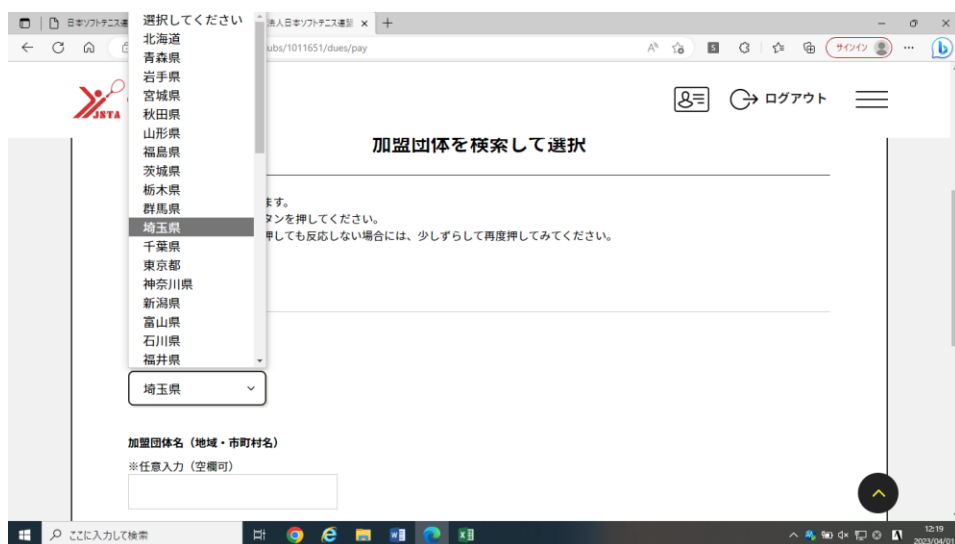 日本ソフトテニス連
法人日本ソフトテニス連盟
ubs/1011651/dues/pay
サインイン
JSTA
ログアウト
選択してください
北海道
青森県
岩手県
宮城県
秋田県
山形県
福島県
茨城県
栃木県
群馬県
埼玉県
千葉県
東京都
神奈川県
新潟県
富山県
石川県
福井県
加盟団体を検索して選択
ます。
タンを押してください。
押しても反応しない場合には、少しずらして再度押してみてください。
埼玉県
加盟団体名（地域・市町村名）
※任意入力（空欄可）
ここに入力して検索
12:19
2023/04/01